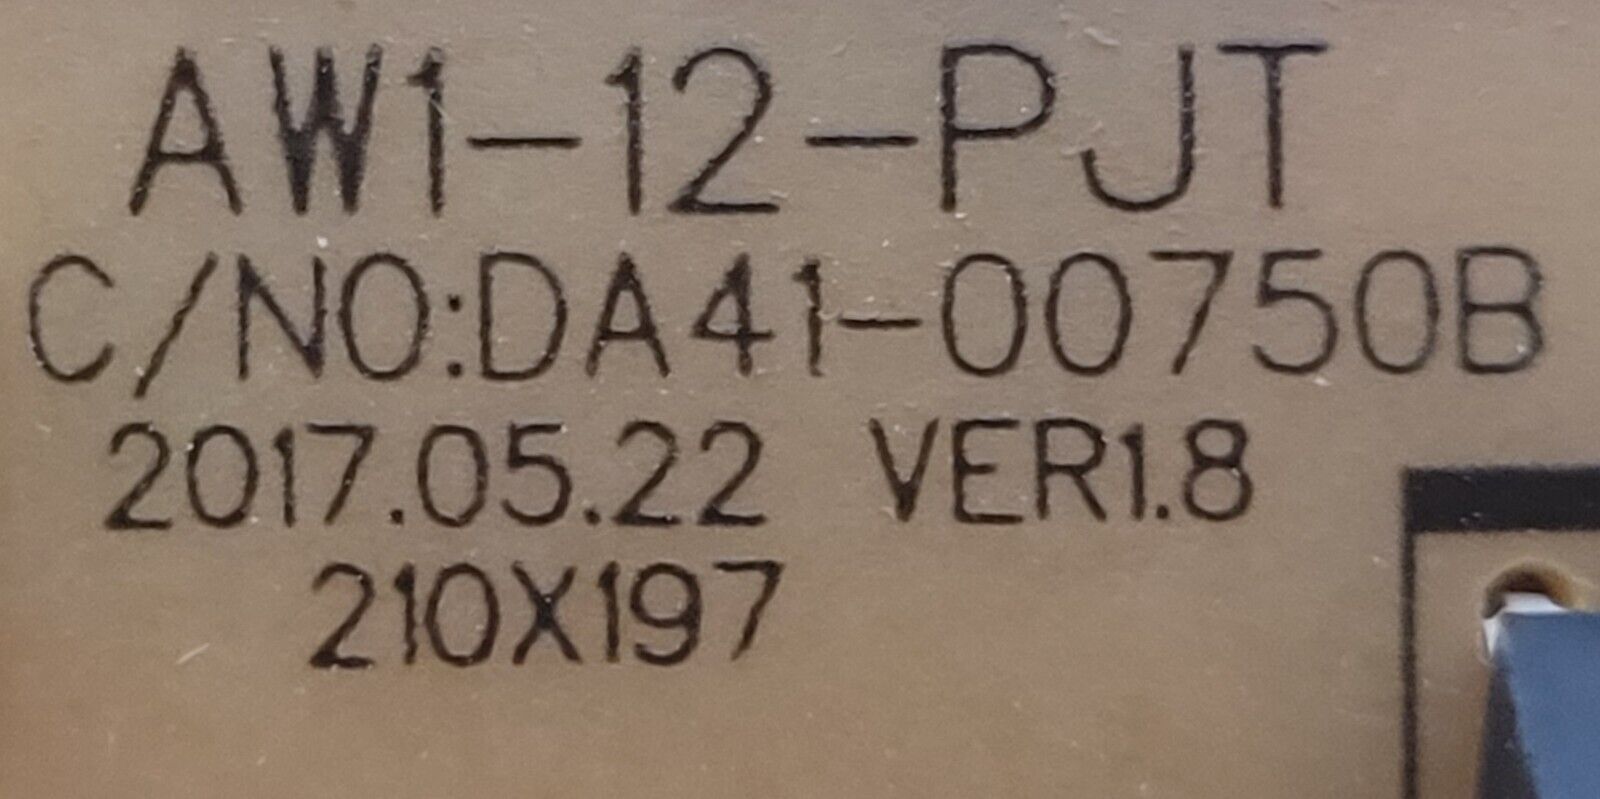 AW1-12-PJT
C/NO:DA41-00750B
2017.05.22 VER1.8
210X197